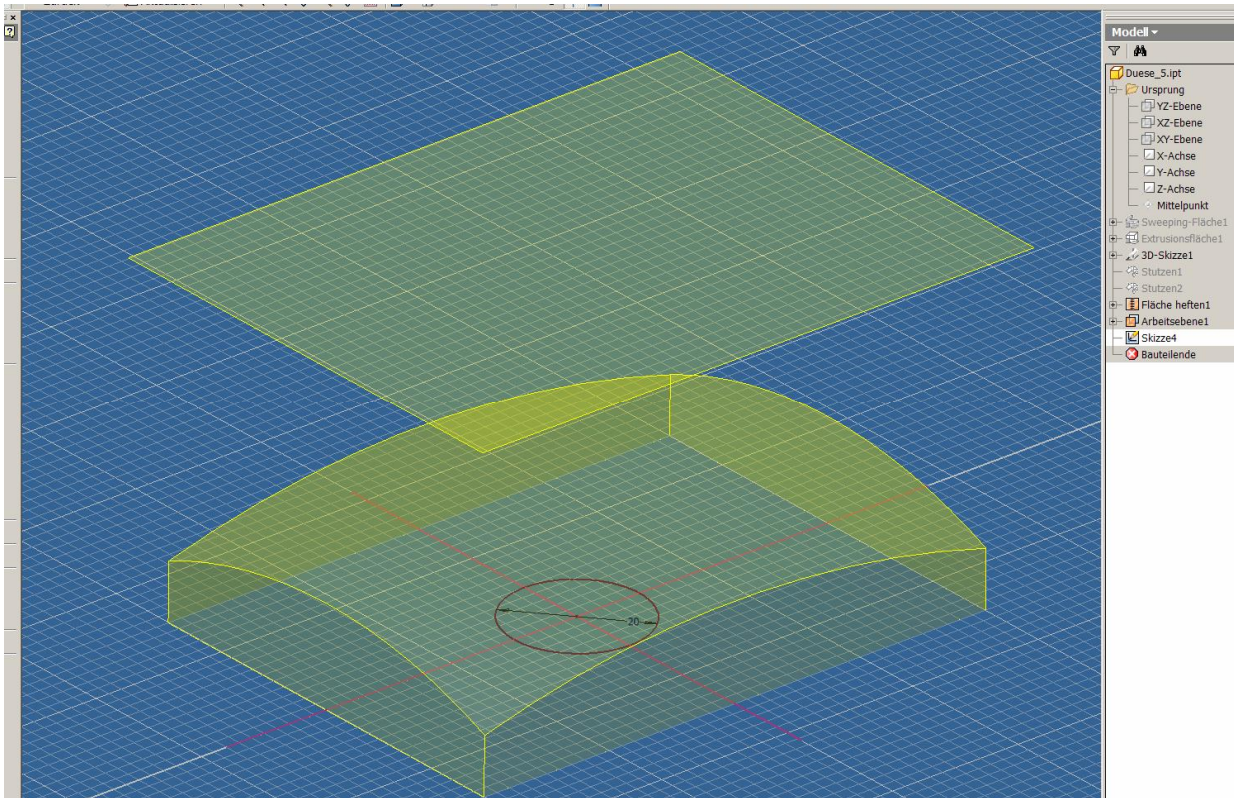 Modell
Duese_5.ipt
Ursprung
YZ-Ebene
XZ-Ebene
XY-Ebene
X-Achse
Y-Achse
Z-Achse
Mittelpunkt
Sweeping-Fläche1
Extrusionsfläche1
3D-Skizze1
Stutzen1
Stutzen2
Fläche heften1
Arbeitsebene1
Skizze4
Bauteilende
20